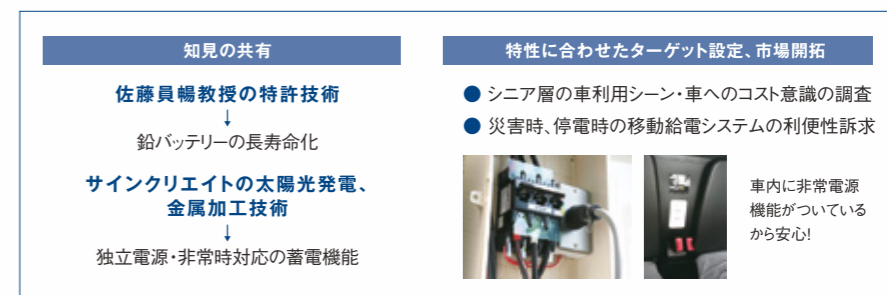 知見の共有
佐藤員暢教授の特許技術
↓
鉛バッテリーの長寿命化
サインクリエイトの太陽光発電、
金属加工技術
↓
独立電源・非常時対応の蓄電機能
特性に合わせたターゲット設定、市場開拓
● シニア層の車利用シーン・車へのコスト意識の調査
● 災害時、停電時の移動給電システムの利便性訴求
車内に非常電源
機能がついている
から安心!